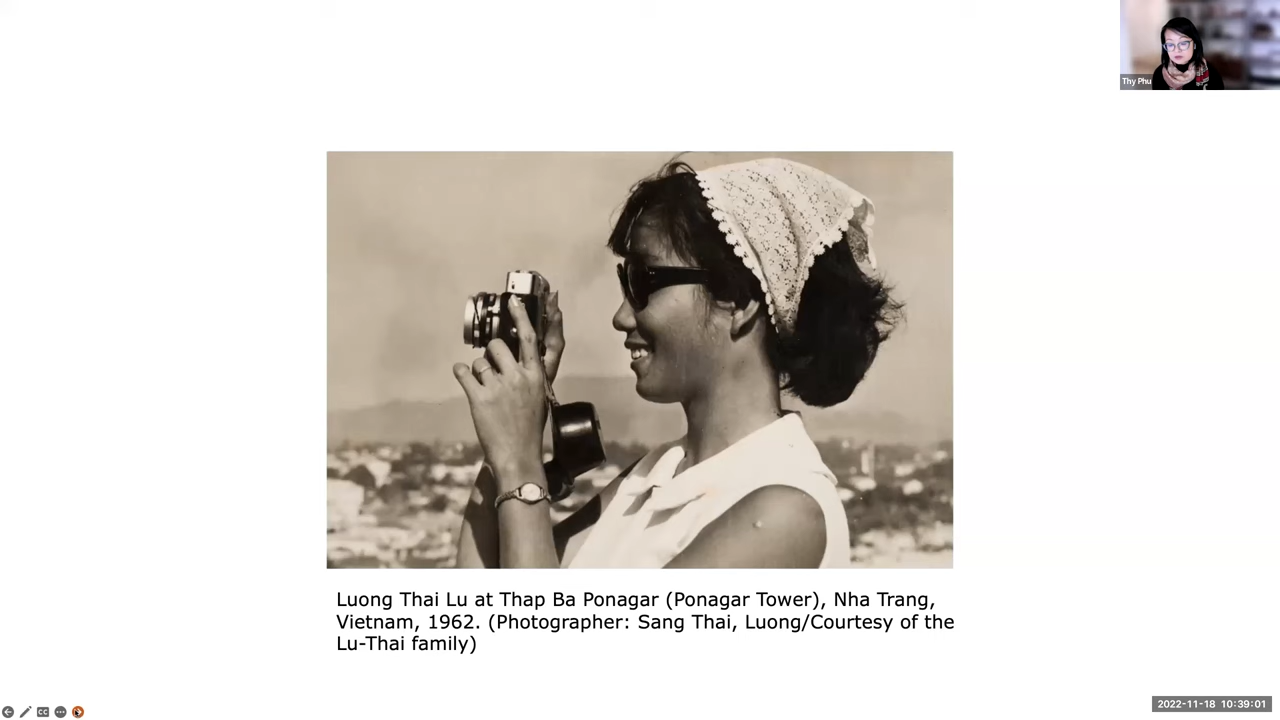 Thy Phu
Luong Thai Lu at Thap Ba Ponagar (Ponagar Tower), Nha Trang,
Vietnam, 1962. (Photographer: Sang Thai, Luong/Courtesy of the
Lu-Thai family)
CC
2022-11-18 10:39:01